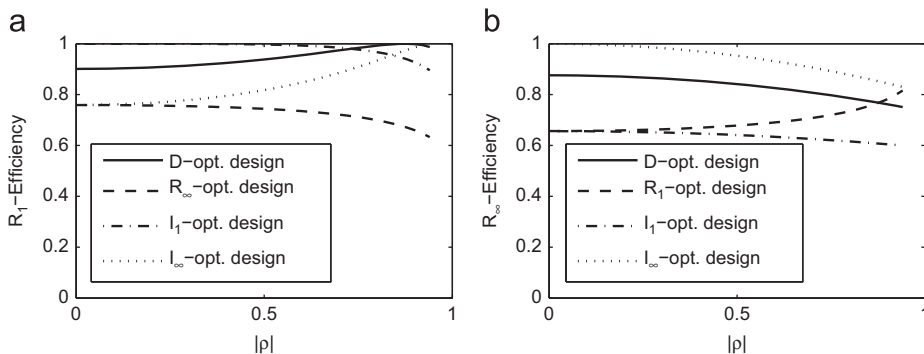 a
1
0.8
0.6
0.4
0.2
0
R₁−Efficiency
D−opt. design
R∞−opt. design
I₁−opt. design
I∞−opt. design
0
0.5
1
|ρ|
b
1
0.8
0.6
0.4
0.2
0
R∞−Efficiency
D−opt. design
R₁−opt. design
I₁−opt. design
I∞−opt. design
0
0.5
1
|ρ|